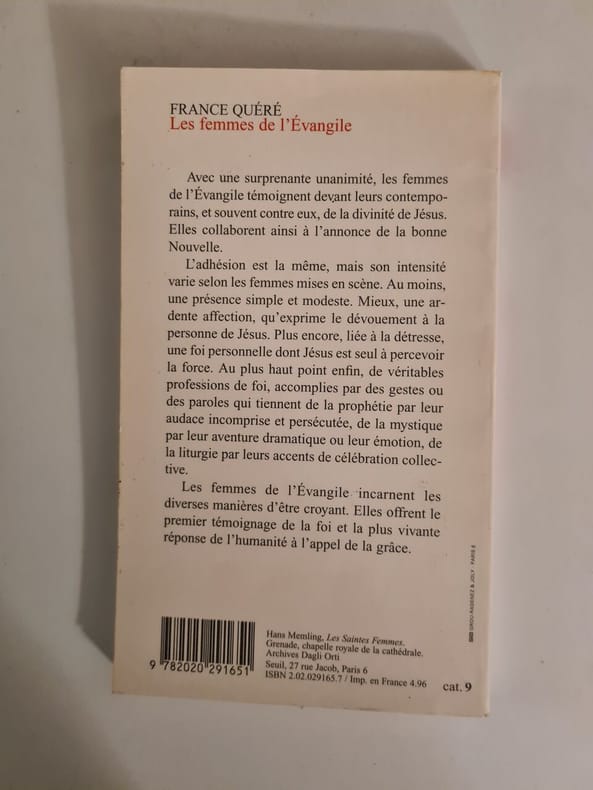 FRANCE QUÉRÉ
Les femmes de l'Évangile
Avec une surprenante unanimité, les femmes
de l'Évangile témoignent devant leurs contempo-
rains, et souvent contre eux, de la divinité de Jésus.
Elles collaborent ainsi à l'annonce de la bonne
Nouvelle.
L'adhésion est la même, mais son intensité
varie selon les femmes mises en scène. Au moins,
une présence simple et modeste. Mieux, une ar-
dente affection, qu'exprime le dévouement à la
personne de Jésus. Plus encore, liée à la détresse,
une foi personnelle dont Jésus est seul à percevoir
la force. Au plus haut point enfin, de véritables
professions de foi, accomplies par des gestes ou
des paroles qui tiennent de la prophétie par leur
audace incomprise et persécutée, de la mystique
par leur aventure dramatique ou leur émotion, de
la liturgie par leurs accents de célébration collec-
tive.
Les femmes de l'Évangile incarnent les
diverses manières d'être croyant. Elles offrent le
premier témoignage de la foi et la plus vivante
réponse de l'humanité à l'appel de la grâce.
9 782020 291651
Hans Memling, Les Saintes Femmes.
Grenade, chapelle royale de la cathédrale.
Archives Dagli Orti
Seuil, 27 rue Jacob, Paris 6
ISBN 2.02.029165.7 / Imp. en France 4.96
cat. 9
& JOLY · PARIS